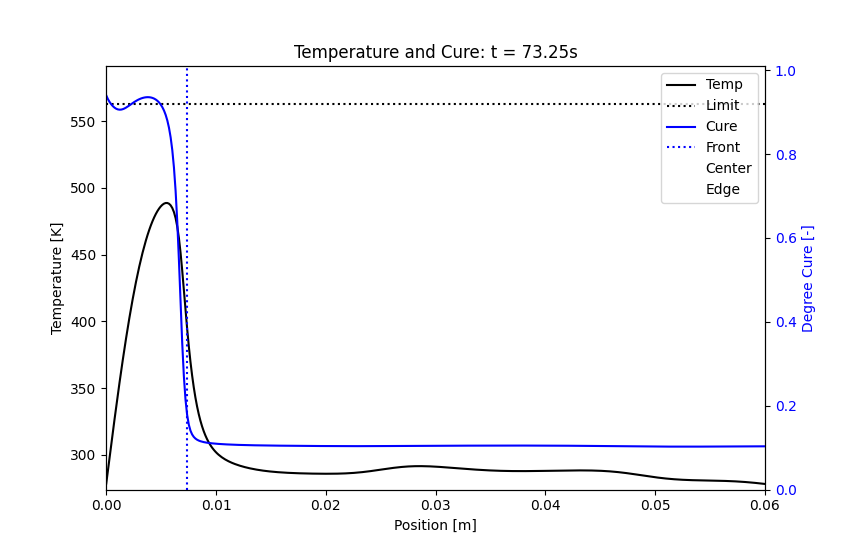 Temperature and Cure: t = 73.25s
Temp
Limit
Cure
Front
Center
Edge
Temperature [K]
550
500
450
400
350
300
Degree Cure [-]
1.0
0.8
0.6
0.4
0.2
0.0
0.00 0.01 0.02 0.03 0.04 0.05 0.06
Position [m]